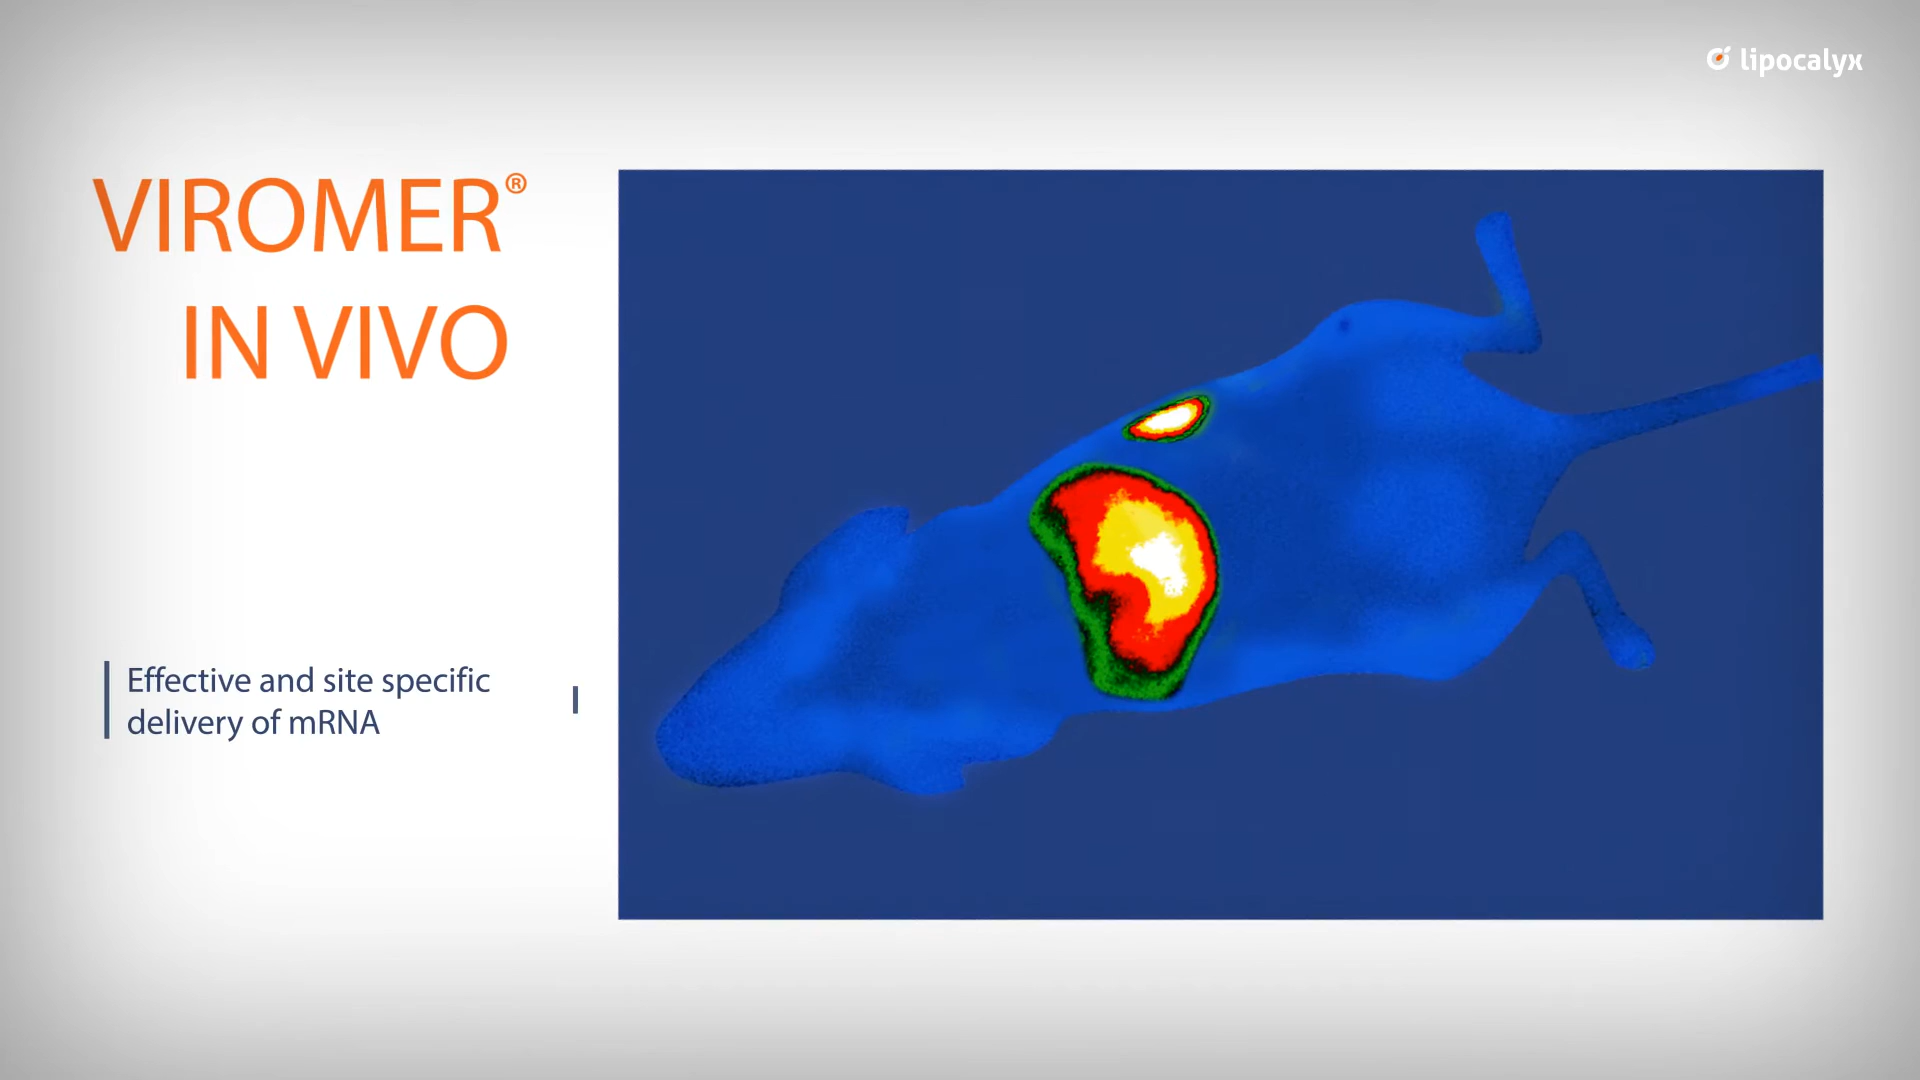 lipocalyx
VIROMER®
IN VIVO
Effective and site specific
delivery of mRNA